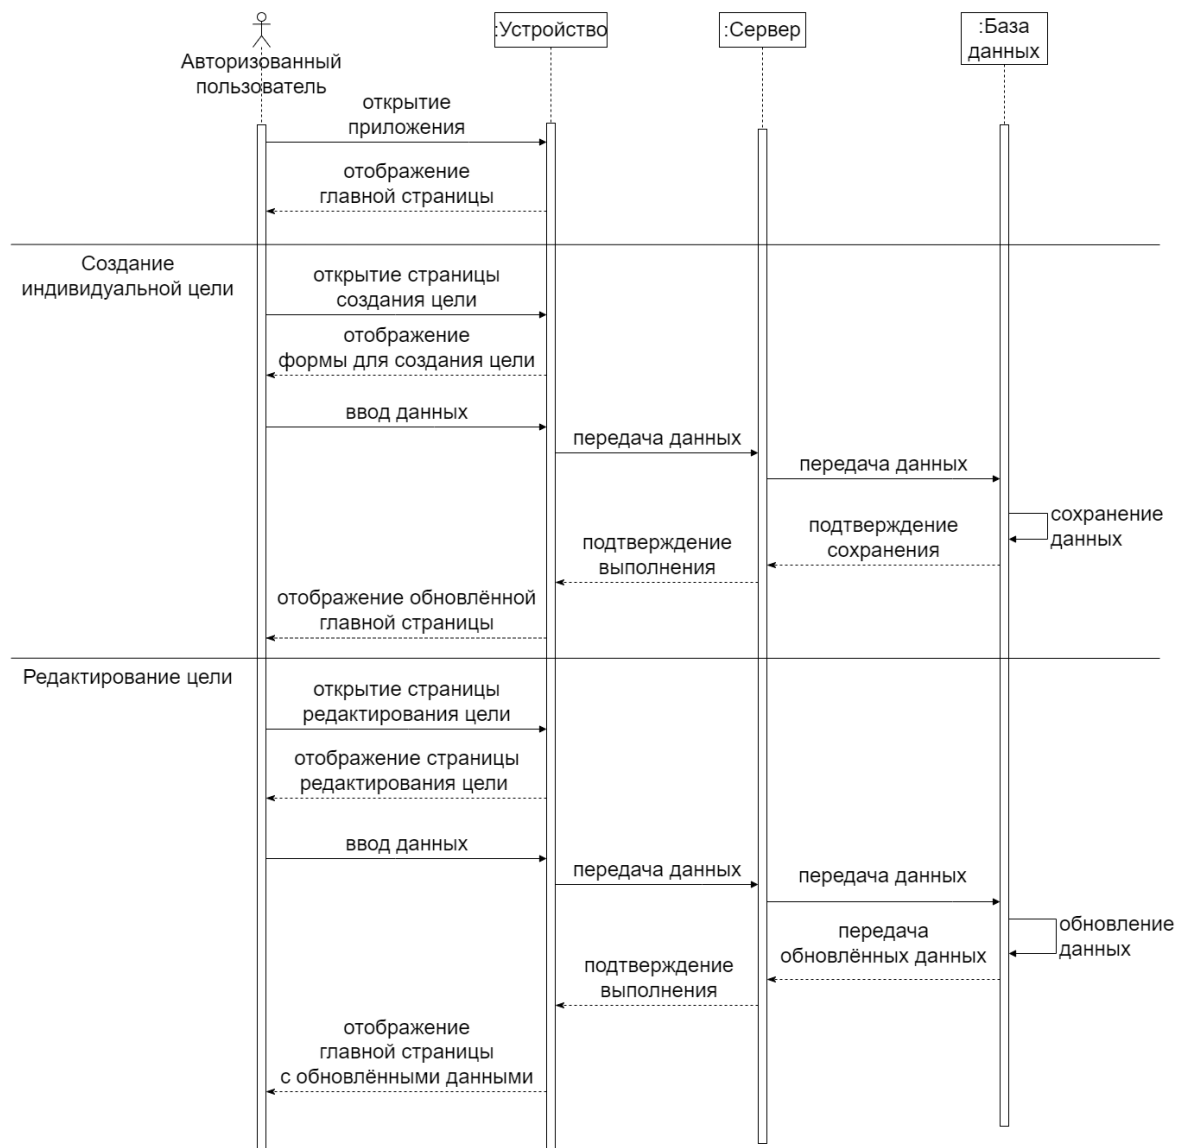 Авторизованный
пользователь
:Устройство
:Сервер
:База
данных
открытие
приложения
отображение
главной страницы
Создание
индивидуальной цели
открытие страницы
создания цели
отображение
формы для создания цели
ввод данных
передача данных
передача данных
сохранение
данных
подтверждение
сохранения
подтверждение
выполнения
отображение обновлённой
главной страницы
Редактирование цели
открытие страницы
редактирования цели
отображение страницы
редактирования цели
ввод данных
передача данных
передача данных
обновление
данных
передача
обновлённых данных
подтверждение
выполнения
отображение
главной страницы
с обновлёнными данными